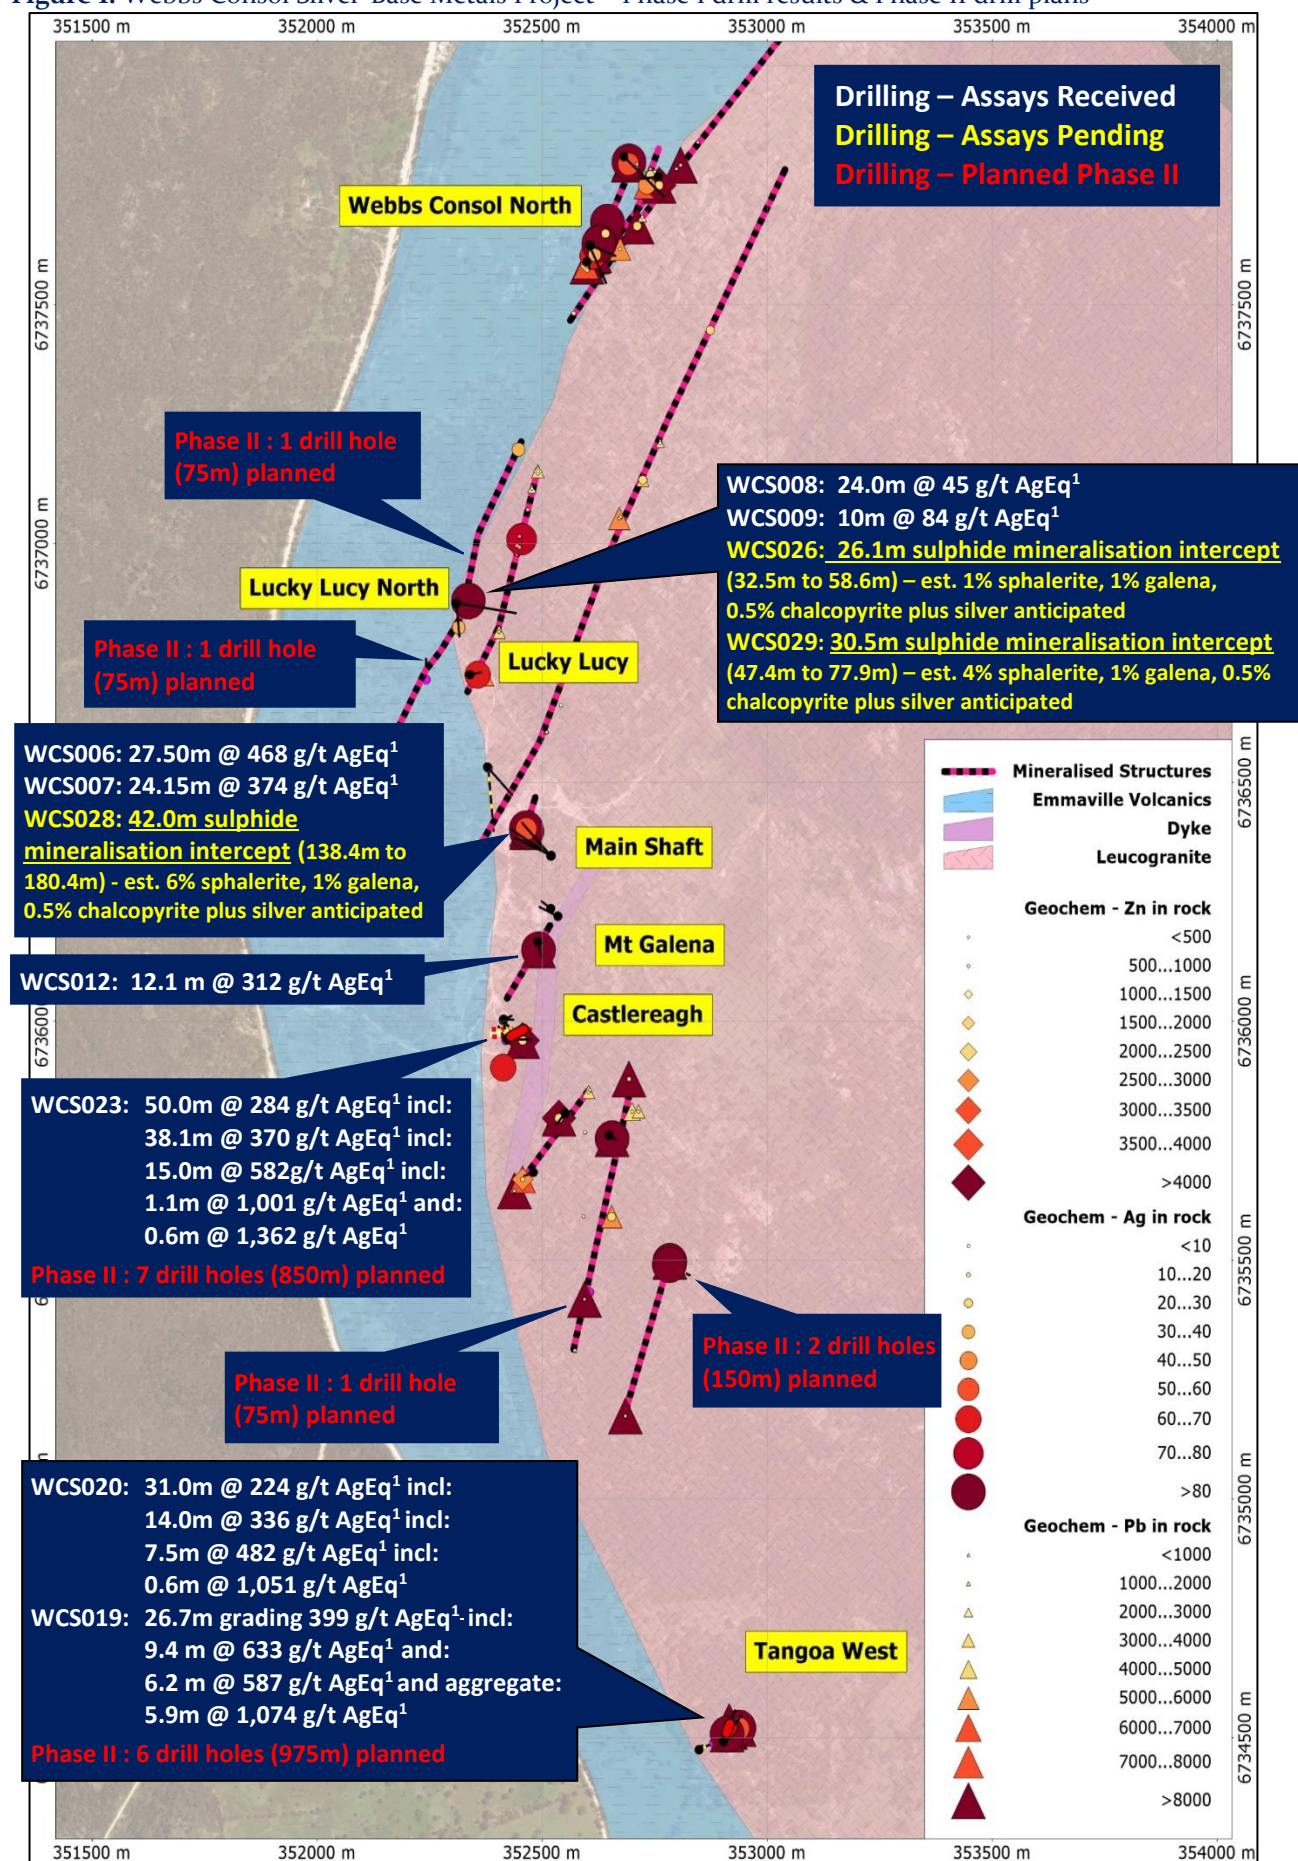 Figure 1. Webbs Consol Silver-Base Metals Project – Phase I drill results & Phase II drill plans
351500 m 352000 m 352500 m 353000 m 353500 m 354000 m
Drilling – Assays Received
Drilling – Assays Pending
Drilling – Planned Phase II
Webbs Consol North
6737500 m
6737500 m
Phase II : 1 drill hole
(75m) planned
WCS008: 24.0m @ 45 g/t AgEq¹
WCS009: 10m @ 84 g/t AgEq¹
WCS026: 26.1m sulphide mineralisation intercept
(32.5m to 58.6m) – est. 1% sphalerite, 1% galena,
0.5% chalcopyrite plus silver anticipated
WCS029: 30.5m sulphide mineralisation intercept
(47.4m to 77.9m) – est. 4% sphalerite, 1% galena, 0.5%
chalcopyrite plus silver anticipated
6737000 m
Lucky Lucy North
Phase II : 1 drill hole
(75m) planned
Lucky Lucy
WCS006: 27.50m @ 468 g/t AgEq¹
WCS007: 24.15m @ 374 g/t AgEq¹
WCS028: 42.0m sulphide
mineralisation intercept (138.4m to
180.4m) - est. 6% sphalerite, 1% galena,
0.5% chalcopyrite plus silver anticipated
6736500 m
Main Shaft
Mt Galena
WCS012: 12.1 m @ 312 g/t AgEq¹
Castlereagh
6736000 m
6736000 m
WCS023: 50.0m @ 284 g/t AgEq¹ incl:
38.1m @ 370 g/t AgEq¹ incl:
15.0m @ 582g/t AgEq¹ incl:
1.1m @ 1,001 g/t AgEq¹ and:
0.6m @ 1,362 g/t AgEq¹
Phase II : 7 drill holes (850m) planned
6735500 m
Phase II : 2 drill holes
(150m) planned
Phase II : 1 drill hole
(75m) planned
6735000 m
WCS020: 31.0m @ 224 g/t AgEq¹ incl:
14.0m @ 336 g/t AgEq¹ incl:
7.5m @ 482 g/t AgEq¹ incl:
0.6m @ 1,051 g/t AgEq¹
WCS019: 26.7m grading 399 g/t AgEq¹ incl:
9.4 m @ 633 g/t AgEq¹ and:
6.2 m @ 587 g/t AgEq¹ and aggregate:
5.9m @ 1,074 g/t AgEq¹
Phase II : 6 drill holes (975m) planned
Tangoa West
6734500 m
Mineralised Structures
Emmaville Volcanics
Dyke
Leucogranite
Geochem - Zn in rock
<500
500...1000
1000...1500
1500...2000
2000...2500
2500...3000
3000...3500
3500...4000
>4000
Geochem - Ag in rock
<10
10...20
20...30
30...40
40...50
50...60
60...70
70...80
>80
Geochem - Pb in rock
<1000
1000...2000
2000...3000
3000...4000
4000...5000
5000...6000
6000...7000
7000...8000
>8000
351500 m 352000 m 352500 m 353000 m 353500 m 354000 m